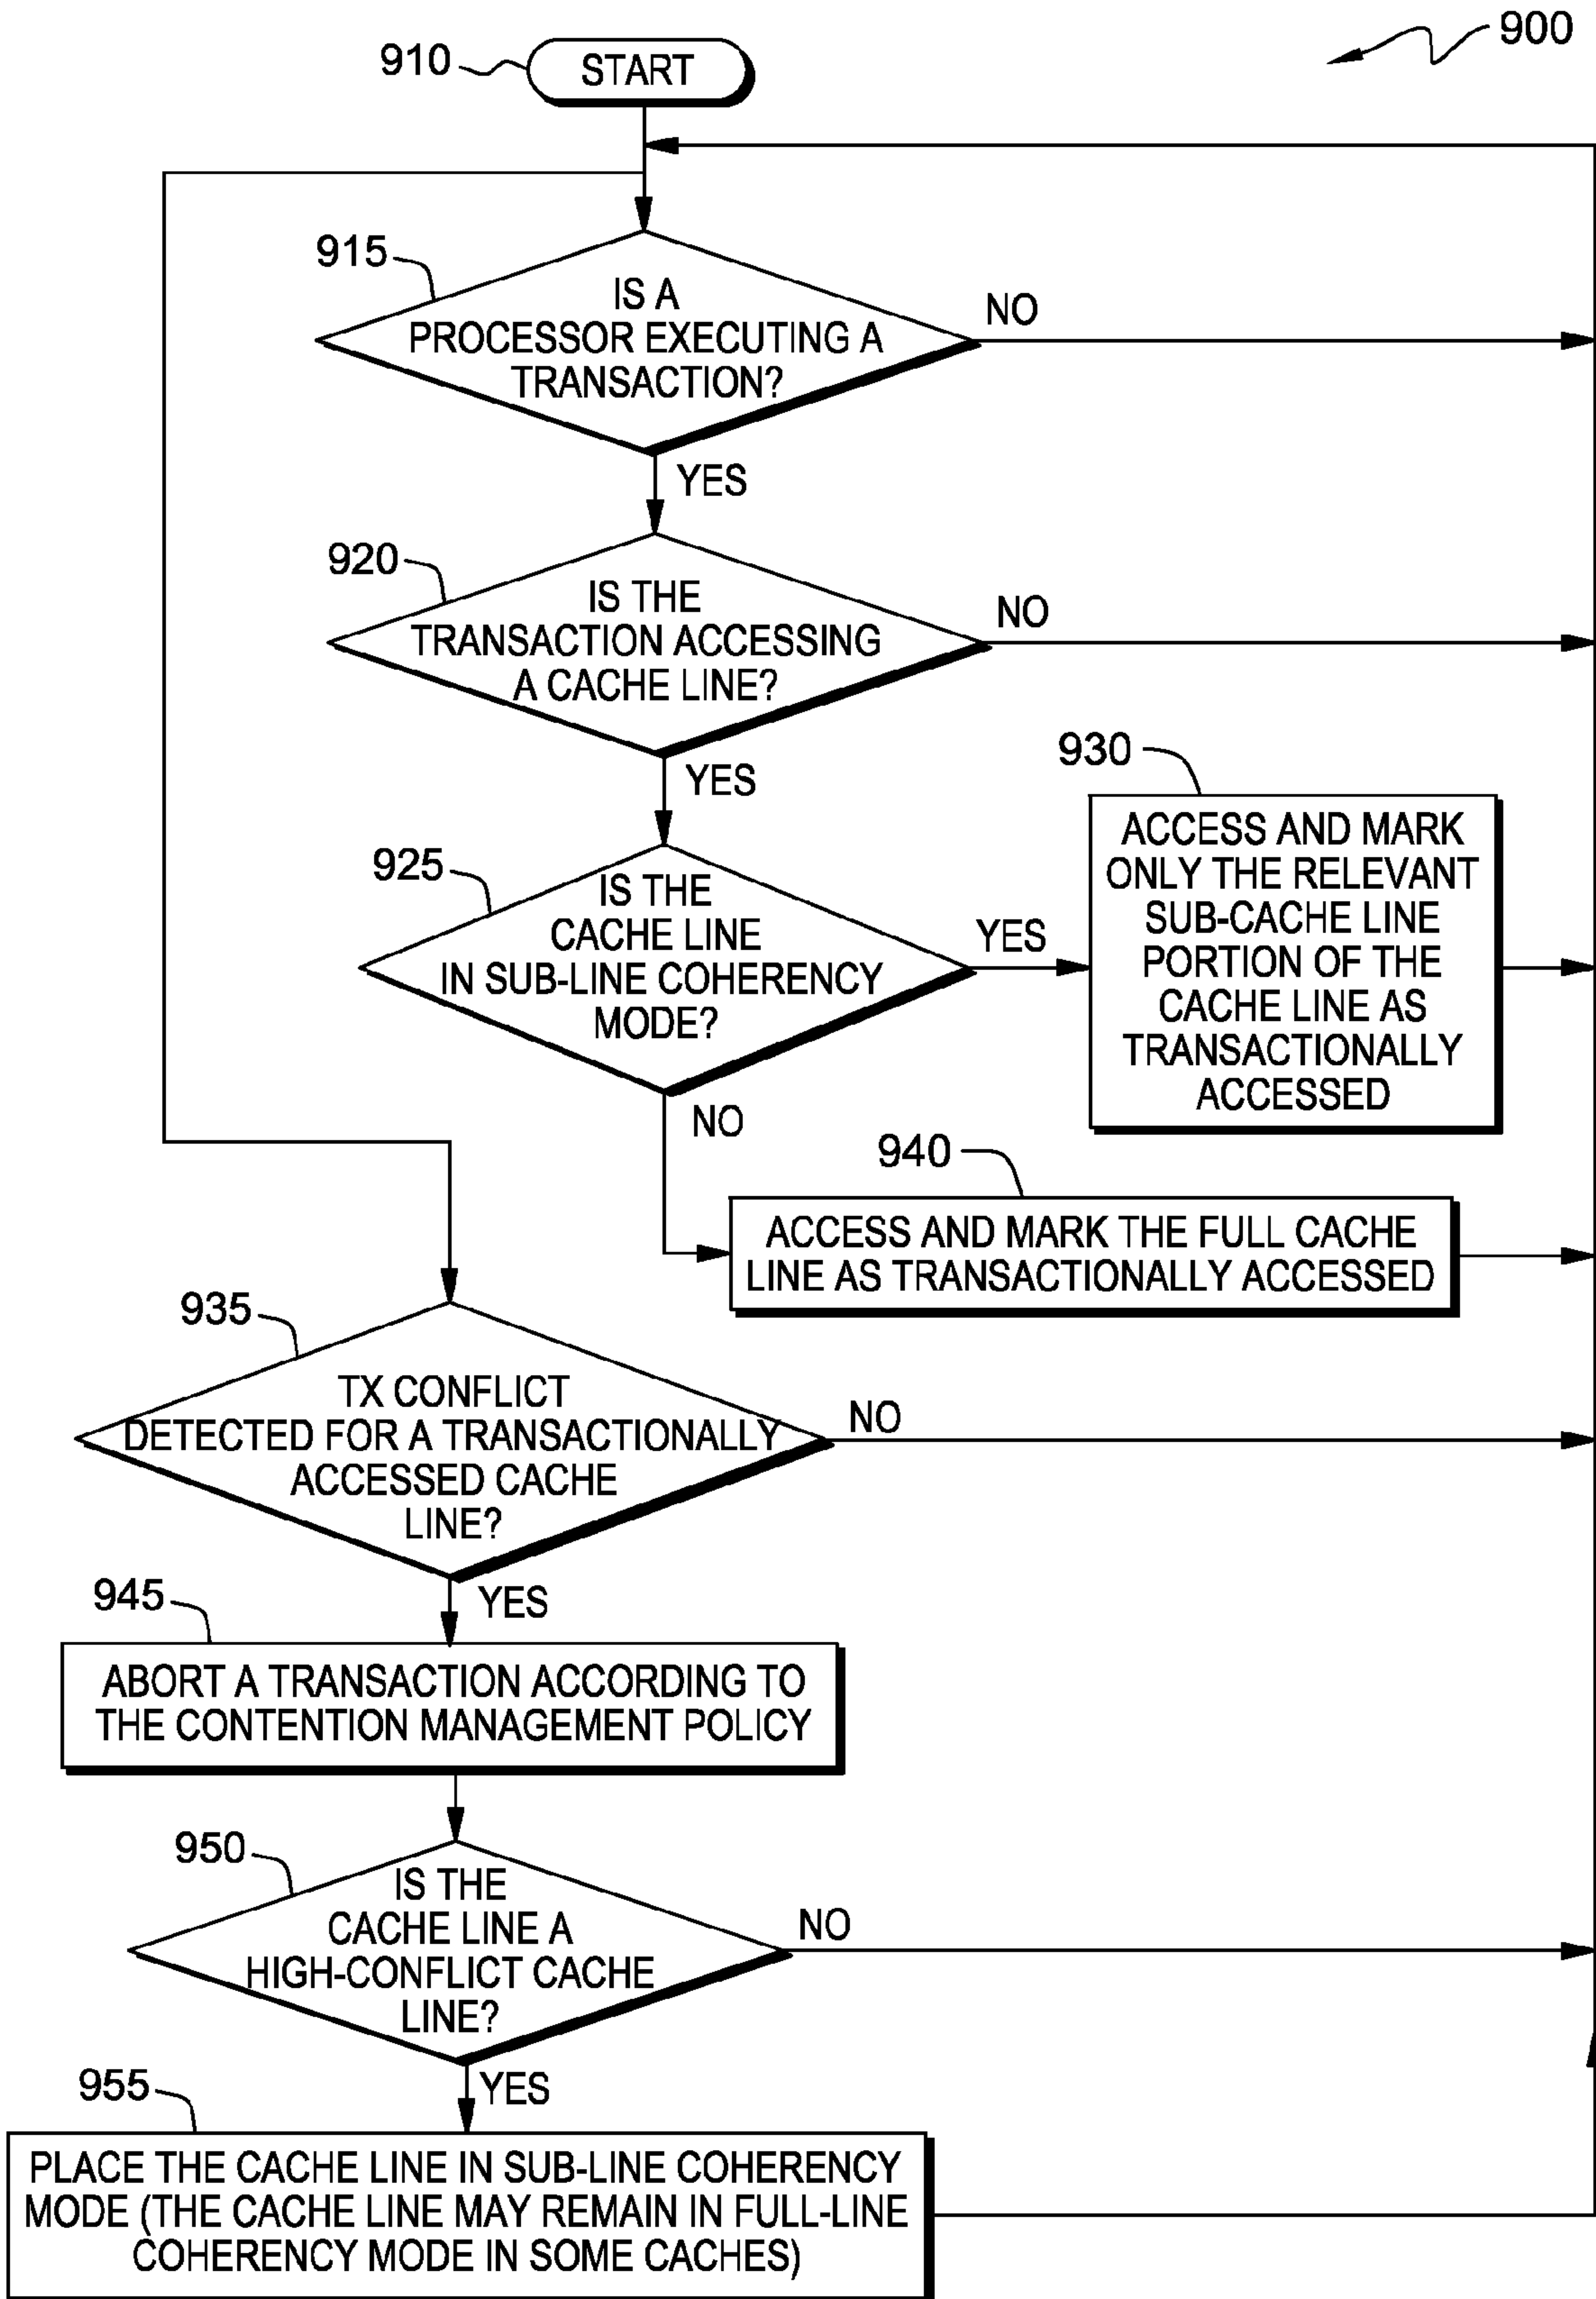 900
910
START
915
IS A
PROCESSOR EXECUTING A
TRANSACTION?
NO
YES
920
IS THE
TRANSACTION ACCESSING
A CACHE LINE?
NO
YES
925
IS THE
CACHE LINE
IN SUB-LINE COHERENCY
MODE?
YES
NO
930
ACCESS AND MARK
ONLY THE RELEVANT
SUB-CACHE LINE
PORTION OF THE
CACHE LINE AS
TRANSACTIONALLY
ACCESSED
940
ACCESS AND MARK THE FULL CACHE
LINE AS TRANSACTIONALLY ACCESSED
935
TX CONFLICT
DETECTED FOR A TRANSACTIONALLY
ACCESSED CACHE
LINE?
NO
YES
945
ABORT A TRANSACTION ACCORDING TO
THE CONTENTION MANAGEMENT POLICY
950
IS THE
CACHE LINE A
HIGH-CONFLICT CACHE
LINE?
NO
YES
955
PLACE THE CACHE LINE IN SUB-LINE COHERENCY
MODE (THE CACHE LINE MAY REMAIN IN FULL-LINE
COHERENCY MODE IN SOME CACHES)